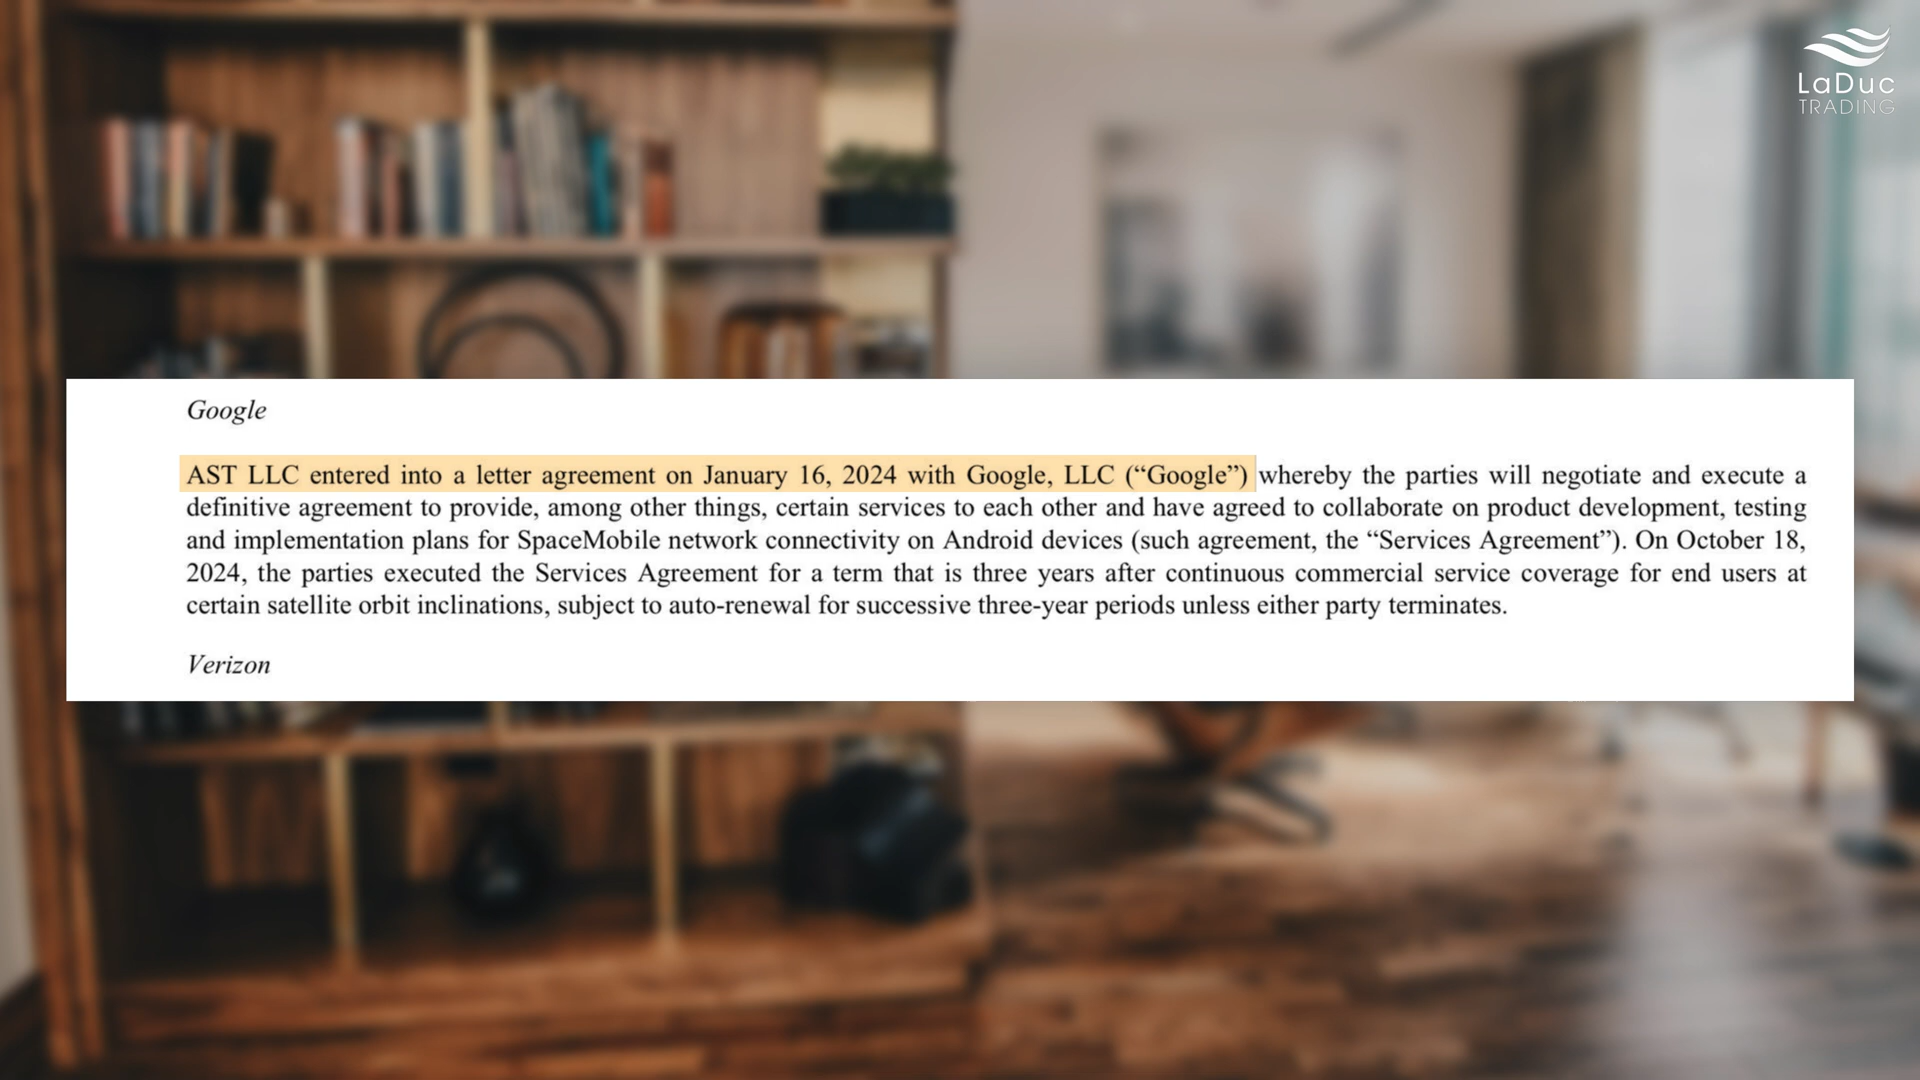 LaDuc
TRADING
Google
AST LLC entered into a letter agreement on January 16, 2024 with Google, LLC (“Google”) whereby the parties will negotiate and execute a
definitive agreement to provide, among other things, certain services to each other and have agreed to collaborate on product development, testing
and implementation plans for SpaceMobile network connectivity on Android devices (such agreement, the “Services Agreement”). On October 18,
2024, the parties executed the Services Agreement for a term that is three years after continuous commercial service coverage for end users at
certain satellite orbit inclinations, subject to auto-renewal for successive three-year periods unless either party terminates.
Verizon